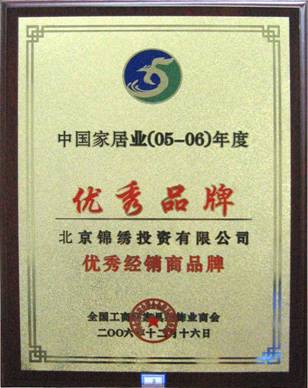 中国家居业(05-06)年度
优秀品牌
北京锦绣投资有限公司
优秀经销商品牌
全国工商 家具 饰业商会
二〇〇六年十二月十六日